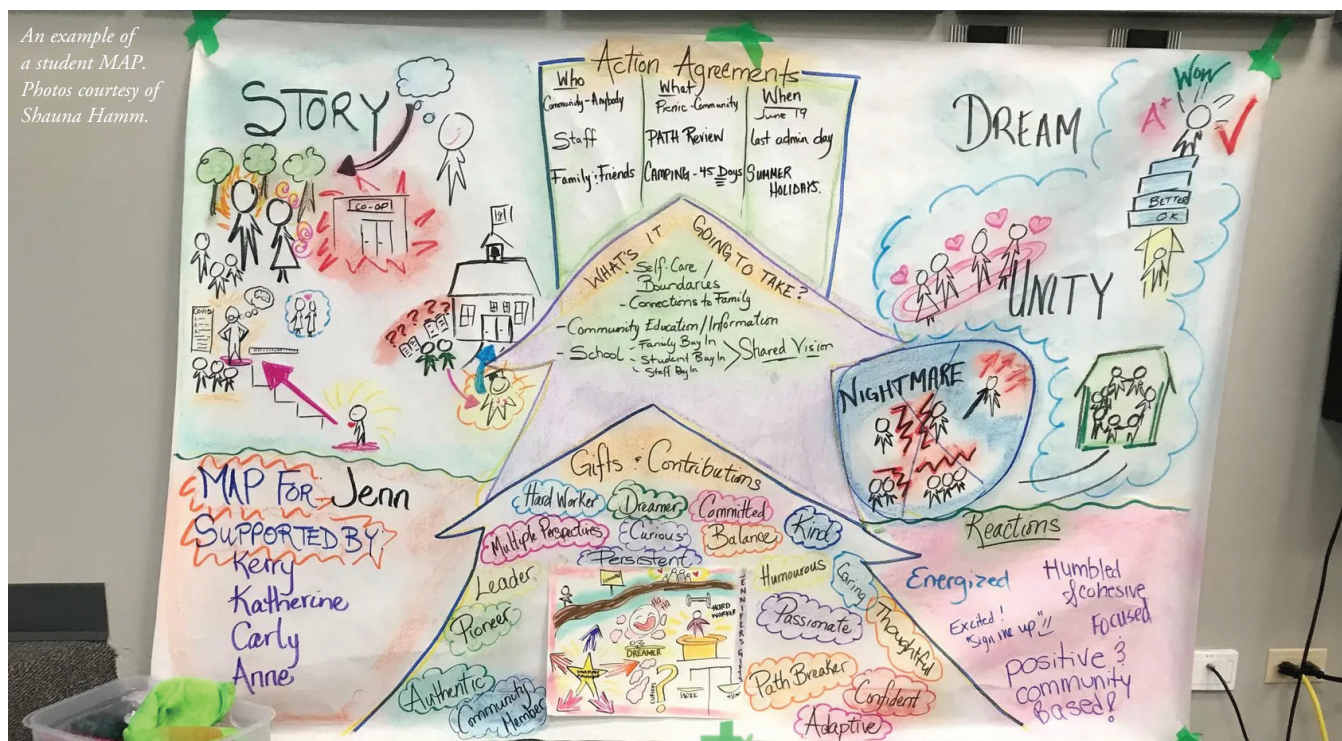 An example of
a student MAP.
Photos courtesy of
Shauna Hamm.
STORY
CO-OP
COVID
? ? ? ? ?
Action Agreements
Who
Community-Anybody
Staff
Family & Friends
What
Picnic-Community
PATH Review
CAMPING-45 Days
When
June 19
last admin day
SUMMER
HOLIDAYS.
DREAM
WOW
A+
BETTER
OK
UNITY
NIGHTMARE
WHAT'S IT GOING TO TAKE?
Self-Care /
Boundaries
- Connections to Family
- Community Education/Information
- School
- Family Buy In
- Student Buy In
- Staff Buy In
> Shared Vision
MAP FOR Jenn
SUPPORTED BY
Kerry
Katherine
Carly
Anne
Gifts & Contributions
Hard Worker
Dreamer
Committed
Kind
Multiple Perspectives
Curious
Balance
Persistent
Leader
Humourous
Caring
Pioneer
Passionate
Thoughtful
Authentic
Path Breaker
Community
Member
Confident
Adaptive
JENNIFERS
HARD
WORKER
Ha
Ha
DREAMER
Reactions
Energized
Humbled
& cohesive
Excited!
"Sign me up"
Focused
positive &
community
Based!